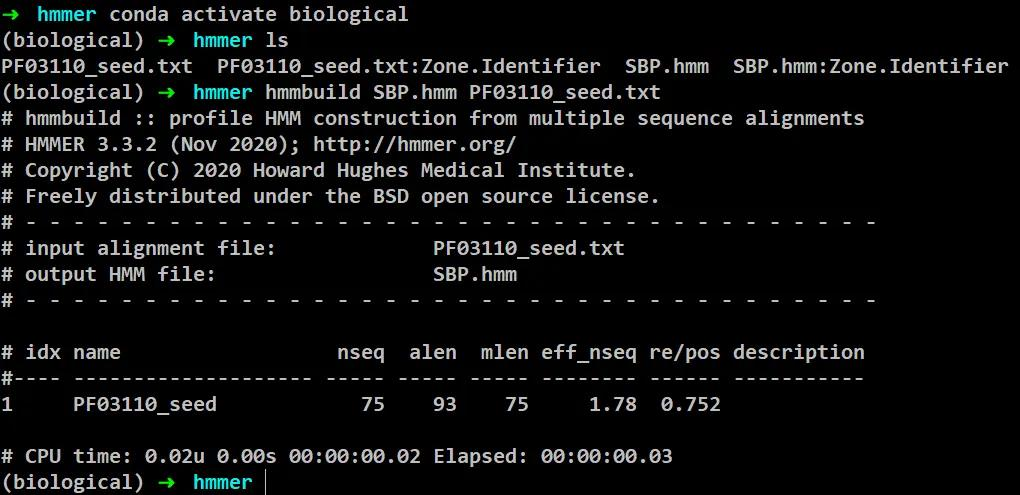 ➜ hmmer conda activate biological
(biological) ➜ hmmer ls
PF03110_seed.txt PF03110_seed.txt:Zone.Identifier SBP.hmm SBP.hmm:Zone.Identifier
(biological) ➜ hmmer hmmbuild SBP.hmm PF03110_seed.txt
# hmmbuild :: profile HMM construction from multiple sequence alignments
# HMMER 3.3.2 (Nov 2020); http://hmmer.org/
# Copyright (C) 2020 Howard Hughes Medical Institute.
# Freely distributed under the BSD open source license.
# - - - - - - - - - - - - - - - - - - - - - - - - - - - - - - - - - - - -
# input alignment file: PF03110_seed.txt
# output HMM file: SBP.hmm
# - - - - - - - - - - - - - - - - - - - - - - - - - - - - - - - - - - - -
# idx name nseq alen mlen eff_nseq re/pos description
#---- -------------------- ----- ----- ----- -------- ------ -----------
1 PF03110_seed 75 93 75 1.78 0.752
# CPU time: 0.02u 0.00s 00:00:00.02 Elapsed: 00:00:00.03
(biological) ➜ hmmer